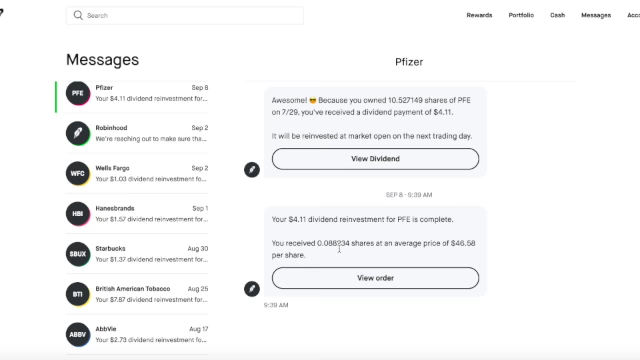 Search
Rewards
Portfolio
Cash
Messages
Messages
PFE
Pfizer
Sep 8
Your $4.11 dividend reinvestment for...
Robinhood
Sep 2
We're reaching out to make sure tha...
WFC
Wells Fargo
Sep 2
Your $1.03 dividend reinvestment fo...
HBI
Hanesbrands
Sep 1
Your $1.57 dividend reinvestment for...
SBUX
Starbucks
Aug 30
Your $1.37 dividend reinvestment for...
BTI
British American Tobacco
Aug 25
Your $7.87 dividend reinvestment for...
ABBV
AbbVie
Aug 17
Your $2.73 dividend reinvestment for...
Pfizer
Awesome! 😎 Because you owned 10.527149 shares of PFE
on 7/29, you've received a dividend payment of $4.11.
It will be reinvested at market open on the next trading day.
View Dividend
SEP 8 · 9:39 AM
Your $4.11 dividend reinvestment for PFE is complete.
You received 0.088234 shares at an average price of $46.58
per share.
View order
9:39 AM